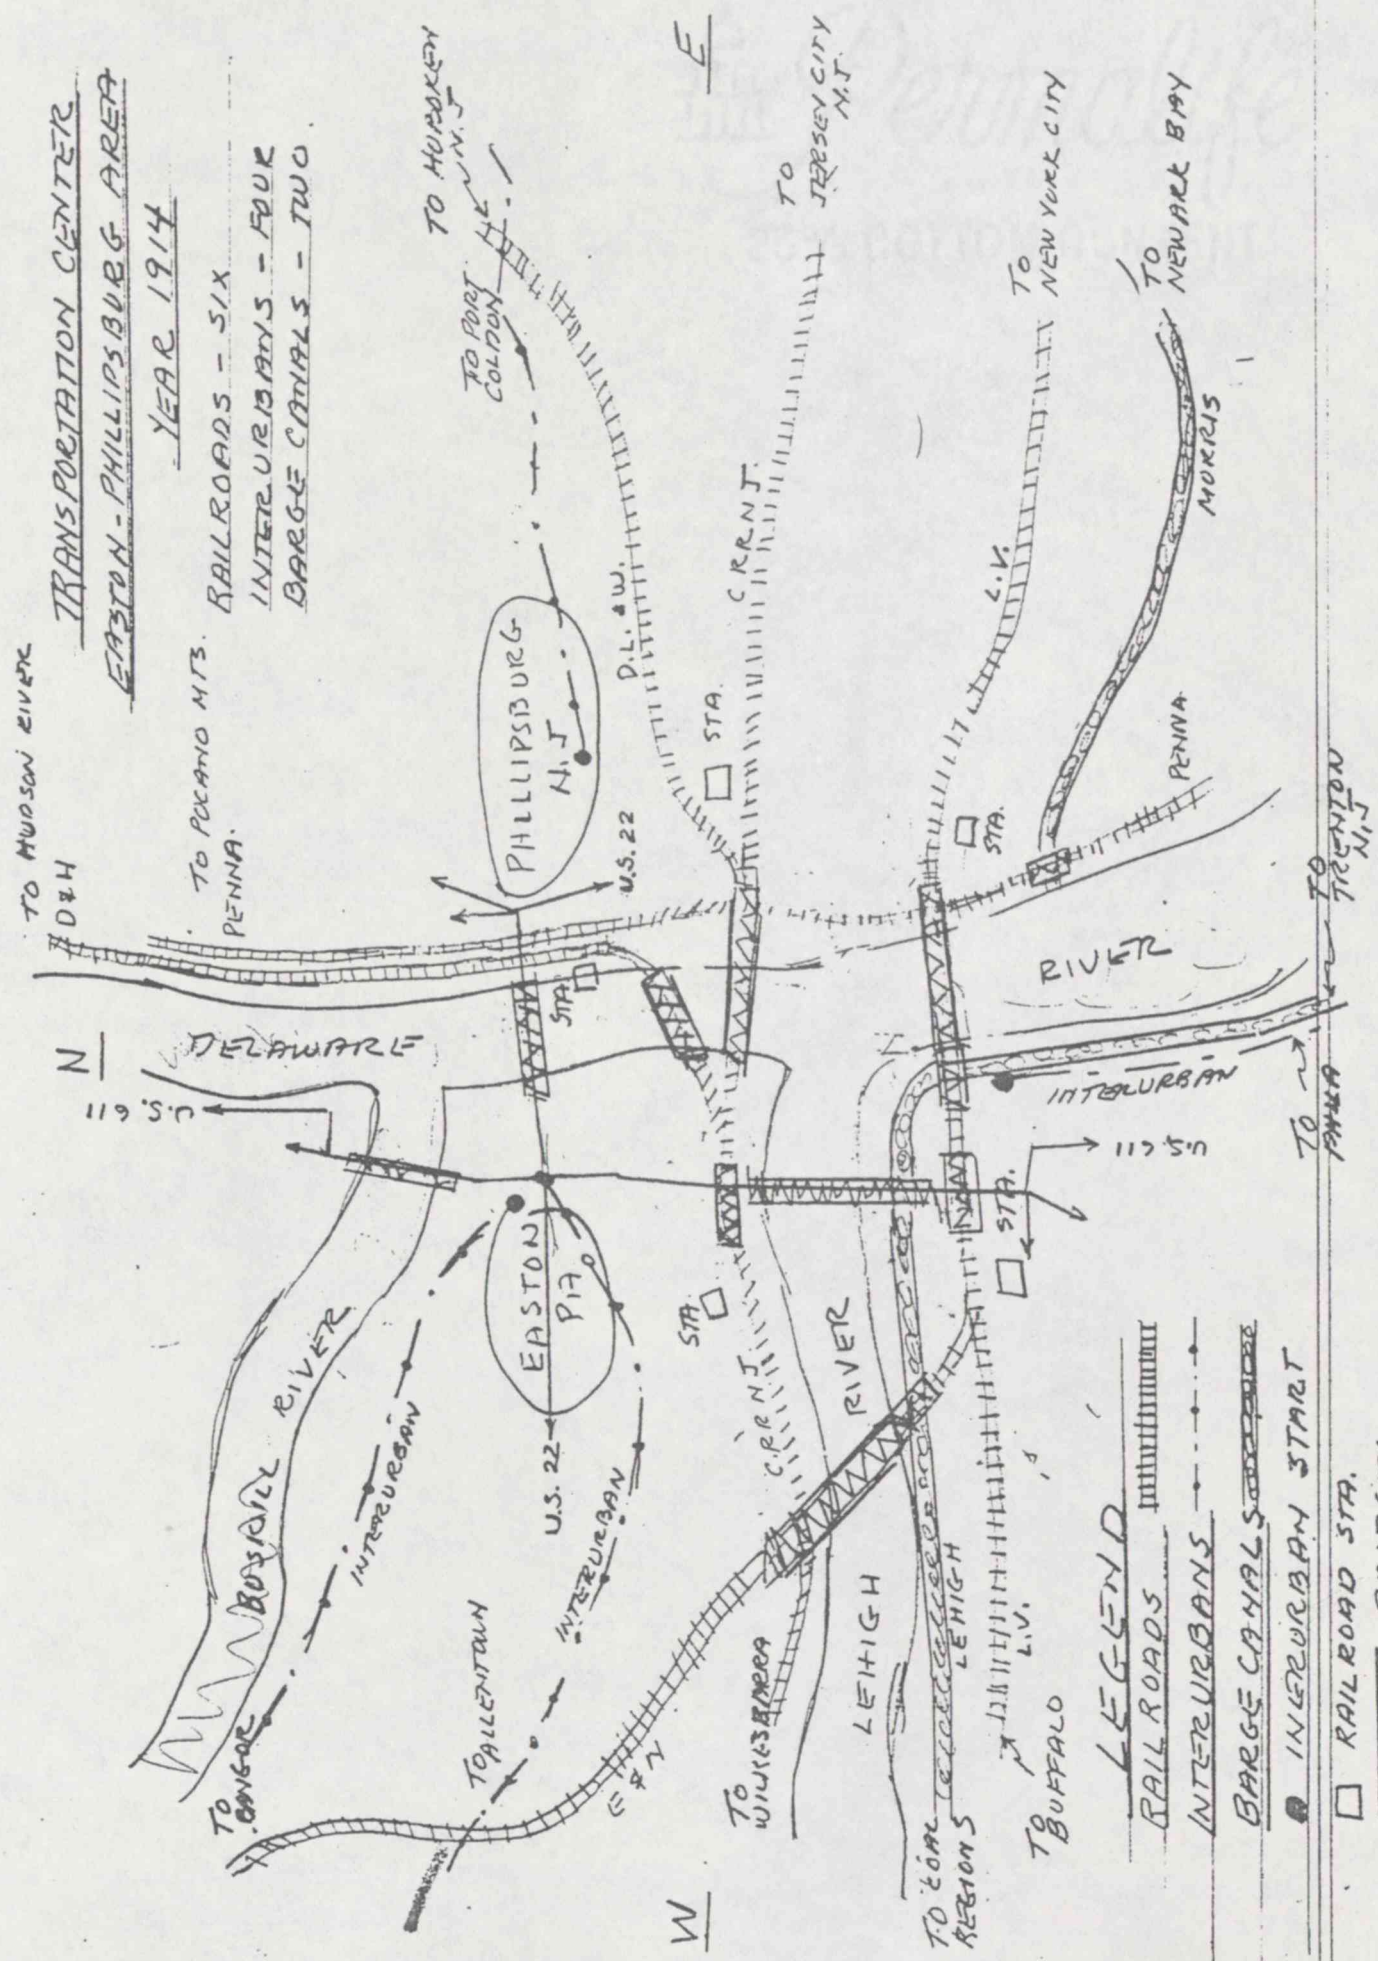 TRANSPORTATION CENTER
EASTON - PHILLIPSBURG AREA
YEAR 1914
RAILROADS - SIX
INTERURBANS - FOUR
BARGE CANALS - TWO.
TO HUDSON RIVER
D&H
TO POCANO MTS.
PENNA.
N
E
W
TO HOBOKEN
N.J
TO PORT
COLDON
PHILLIPSBURG
N.J
U.S. 22
D.L. & W.
STA.
C.R.R.N.J.
TO
JERSEY CITY
N.J.
L.V.
TO
NEW YORK CITY
STA.
MORRIS
TO
NEWARK BAY
PENNA
DELAWARE
RIVER
STA.
U.S. 611
BUSHKILL RIVER
TO
BANGOR
INTERURBAN
EASTON
PA
U.S. 22
INTERURBAN
TO ALLENTOWN
E & N
STA.
C.R.R.N.J.
TO
WILKESBARRA
LEHIGH RIVER
LEHIGH
TO COAL
REGIONS
L.V.
TO
BUFFALO
STA.
U.S. 611
INTERURBAN
TO
PHILA
TO
TRENTON
N.J
LEGEND
RAILROADS
INTERURBANS
BARGE CANALS
INTERURBAN START
RAILROAD STA.